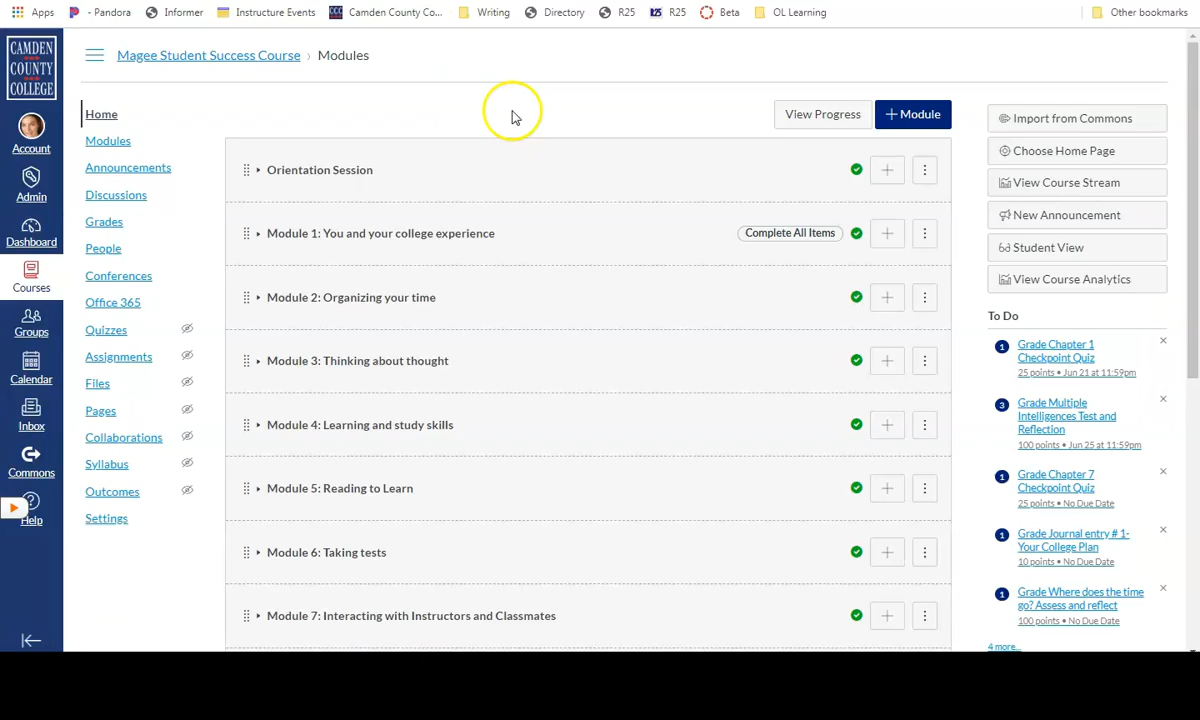 Apps - Pandora Informer Instructure Events Camden County Co... Writing Directory R25 R25 Beta OL Learning Other bookmarks
CAMDEN
COUNTY
COLLEGE
Account
Admin
Dashboard
Courses
Groups
Calendar
Inbox
Commons
Help
Magee Student Success Course › Modules
Home
Modules
Announcements
Discussions
Grades
People
Conferences
Office 365
Quizzes
Assignments
Files
Pages
Collaborations
Syllabus
Outcomes
Settings
View Progress + Module
Orientation Session
Module 1: You and your college experience Complete All Items
Module 2: Organizing your time
Module 3: Thinking about thought
Module 4: Learning and study skills
Module 5: Reading to Learn
Module 6: Taking tests
Module 7: Interacting with Instructors and Classmates
Import from Commons
Choose Home Page
View Course Stream
New Announcement
Student View
View Course Analytics
To Do
1 Grade Chapter 1
Checkpoint Quiz
25 points • Jun 21 at 11:59pm
3 Grade Multiple
Intelligences Test and
Reflection
100 points • Jun 25 at 11:59pm
1 Grade Chapter 7
Checkpoint Quiz
25 points • No Due Date
1 Grade Journal entry # 1-
Your College Plan
10 points • No Due Date
1 Grade Where does the time
go? Assess and reflect
100 points • No Due Date
4 more...